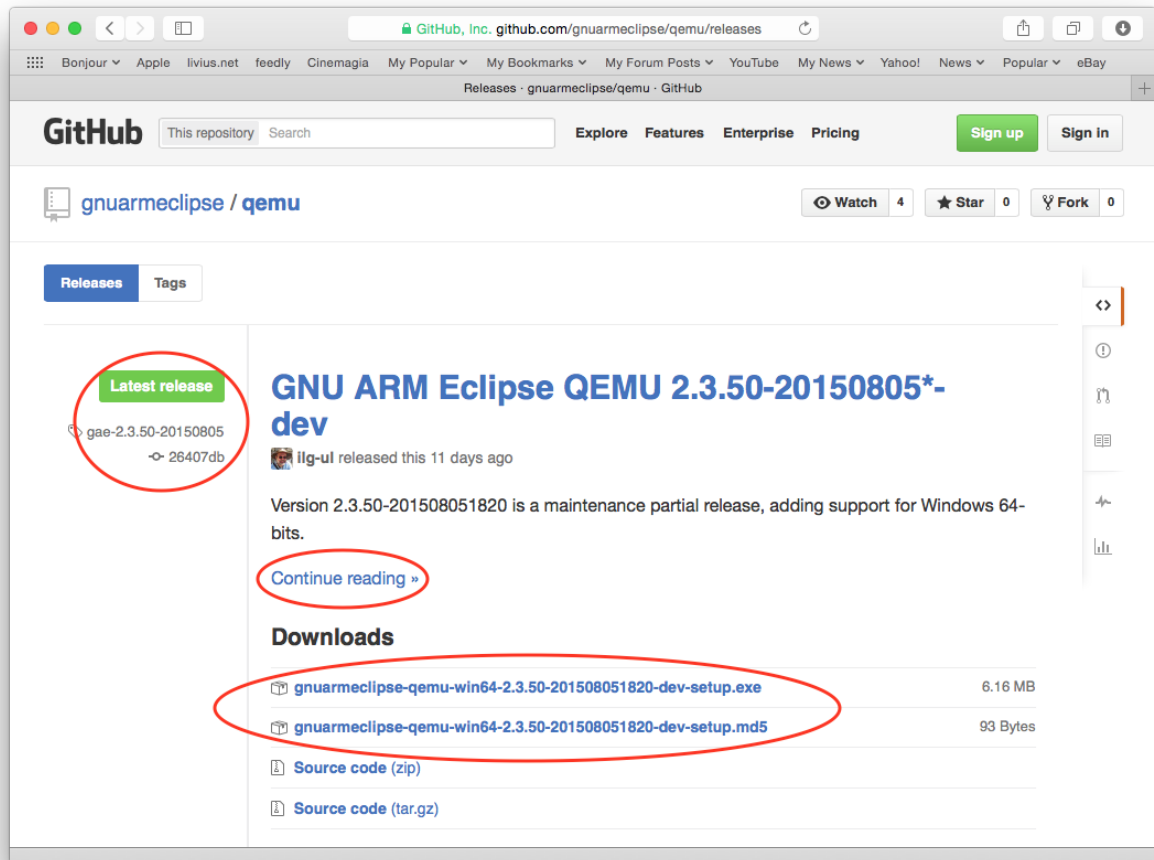 GitHub, Inc. github.com/gnuarmeclipse/qemu/releases
Bonjour Apple livius.net feedly Cinemagia My Popular My Bookmarks My Forum Posts YouTube My News Yahoo! News Popular eBay
Releases · gnuarmeclipse/qemu · GitHub
GitHub This repository Search Explore Features Enterprise Pricing Sign up Sign in
gnuarmeclipse / qemu Watch 4 Star 0 Fork 0
Releases Tags
Latest release
gae-2.3.50-20150805
26407db
GNU ARM Eclipse QEMU 2.3.50-20150805*-
dev
ilg-ul released this 11 days ago
Version 2.3.50-201508051820 is a maintenance partial release, adding support for Windows 64-
bits.
Continue reading »
Downloads
gnuarmeclipse-qemu-win64-2.3.50-201508051820-dev-setup.exe 6.16 MB
gnuarmeclipse-qemu-win64-2.3.50-201508051820-dev-setup.md5 93 Bytes
Source code (zip)
Source code (tar.gz)